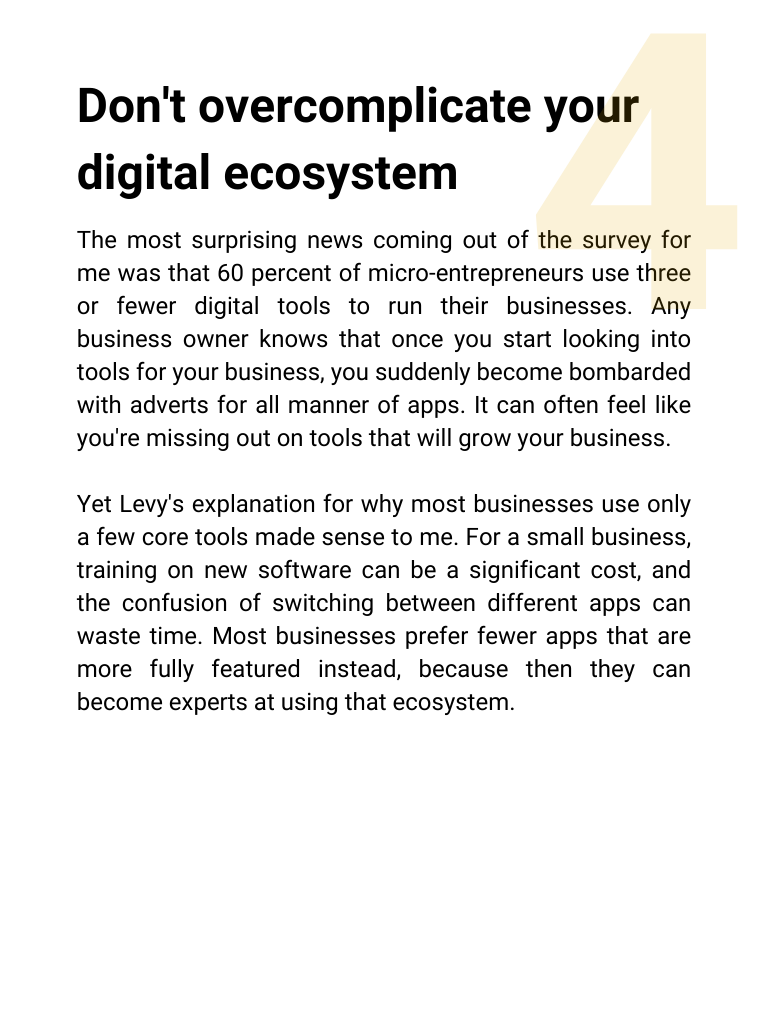 4
Don't overcomplicate your
digital ecosystem
The most surprising news coming out of the survey for
me was that 60 percent of micro-entrepreneurs use three
or fewer digital tools to run their businesses. Any
business owner knows that once you start looking into
tools for your business, you suddenly become bombarded
with adverts for all manner of apps. It can often feel like
you're missing out on tools that will grow your business.
Yet Levy's explanation for why most businesses use only
a few core tools made sense to me. For a small business,
training on new software can be a significant cost, and
the confusion of switching between different apps can
waste time. Most businesses prefer fewer apps that are
more fully featured instead, because then they can
become experts at using that ecosystem.